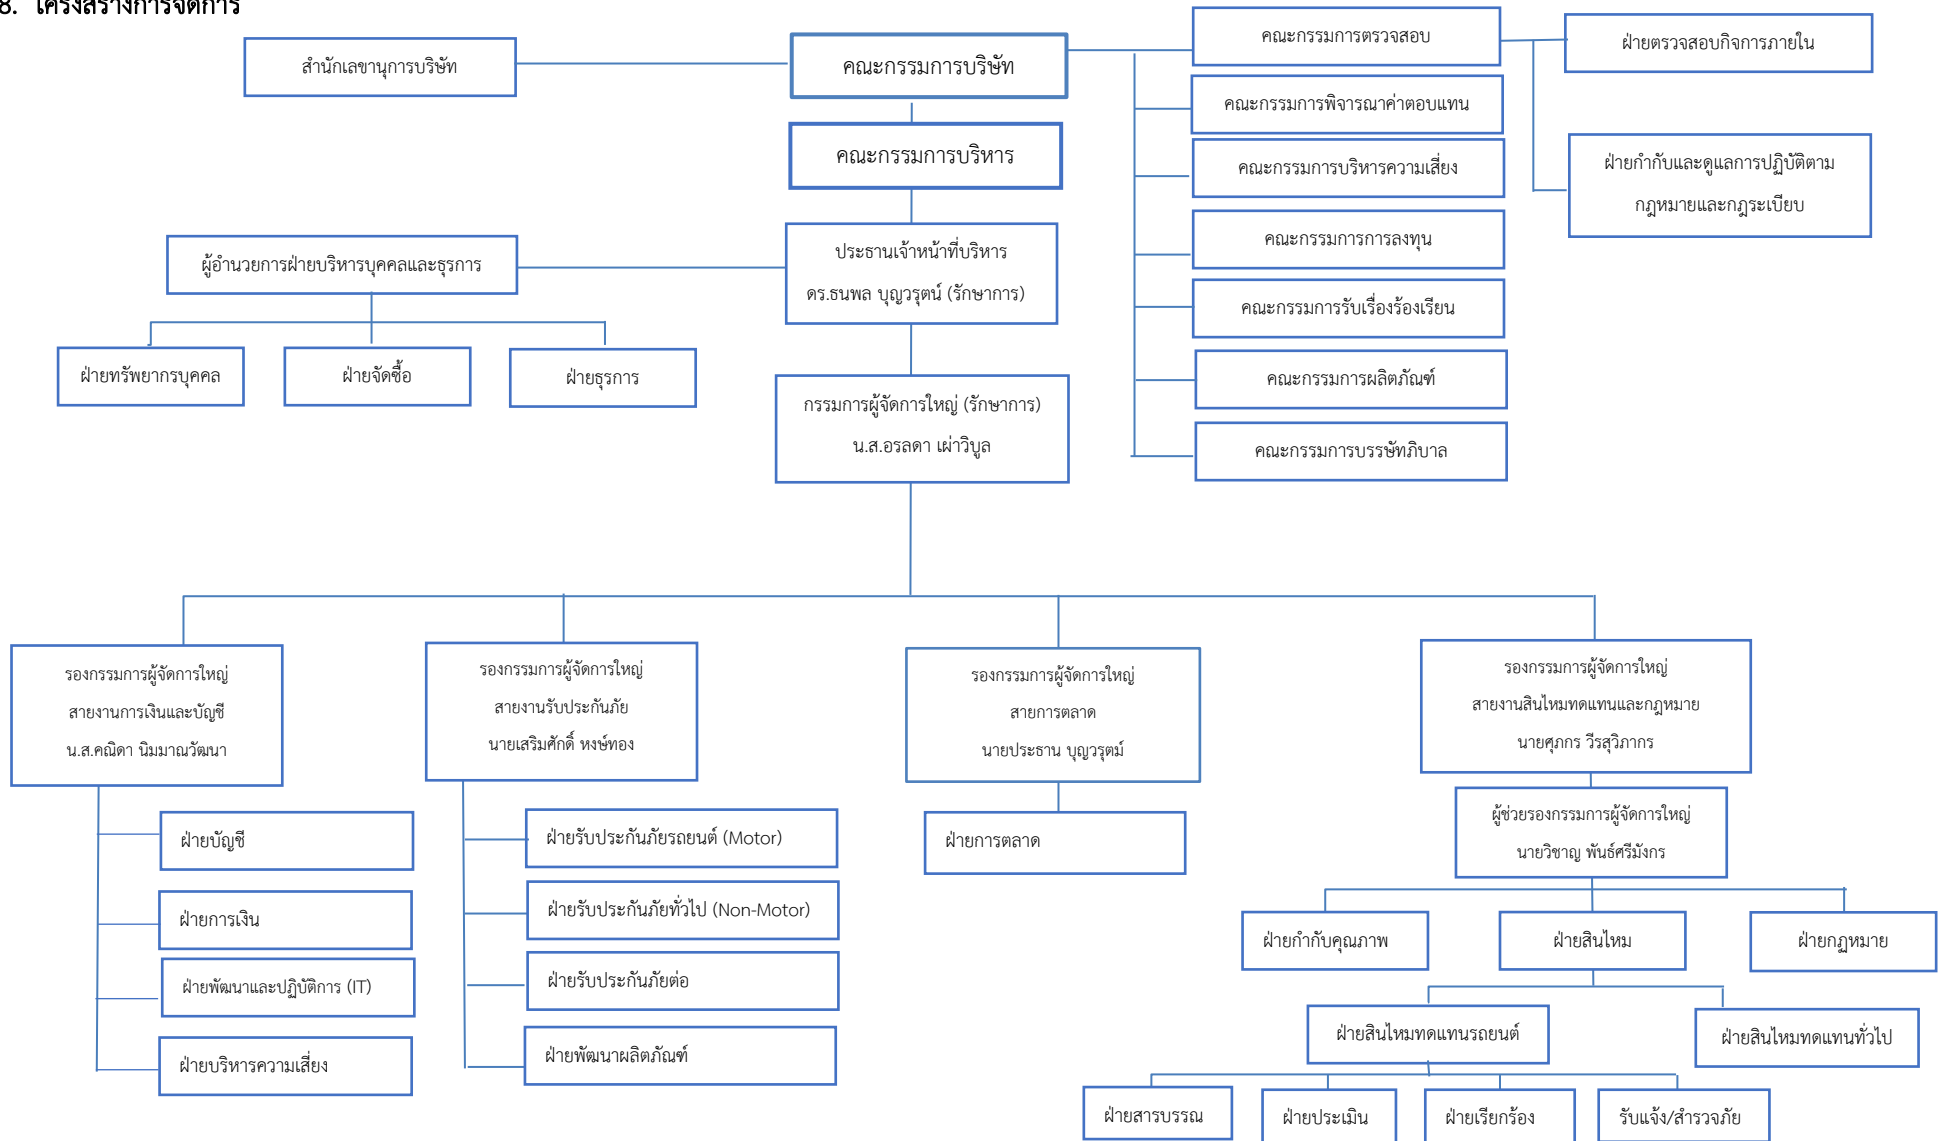 8. โครงสร้างการจัดการ
สำนักเลขานุการบริษัท
คณะกรรมการบริษัท
คณะกรรมการตรวจสอบ
ฝ่ายตรวจสอบกิจการภายใน
คณะกรรมการพิจารณาค่าตอบแทน
คณะกรรมการบริหาร
คณะกรรมการบริหารความเสี่ยง
ฝ่ายกำกับและดูแลการปฏิบัติตาม
กฎหมายและกฎระเบียบ
คณะกรรมการการลงทุน
ผู้อำนวยการฝ่ายบริหารบุคคลและธุรการ
ประธานเจ้าหน้าที่บริหาร
ดร.ธนพล บุญวรุตน์ (รักษาการ)
คณะกรรมการรับเรื่องร้องเรียน
ฝ่ายทรัพยากรบุคคล
ฝ่ายจัดซื้อ
ฝ่ายธุรการ
คณะกรรมการผลิตภัณฑ์
กรรมการผู้จัดการใหญ่ (รักษาการ)
น.ส.อรลดา เผ่าวิบูล
คณะกรรมการบรรษัทภิบาล
รองกรรมการผู้จัดการใหญ่
สายงานการเงินและบัญชี
น.ส.คณิดา นิมมาณวัฒนา
รองกรรมการผู้จัดการใหญ่
สายงานรับประกันภัย
นายเสริมศักดิ์ หงษ์ทอง
รองกรรมการผู้จัดการใหญ่
สายการตลาด
นายประธาน บุญวรุตม์
รองกรรมการผู้จัดการใหญ่
สายงานสินไหมทดแทนและกฎหมาย
นายศุภกร วีรสุวิภากร
ฝ่ายบัญชี
ฝ่ายการเงิน
ฝ่ายพัฒนาและปฏิบัติการ (IT)
ฝ่ายบริหารความเสี่ยง
ฝ่ายรับประกันภัยรถยนต์ (Motor)
ฝ่ายรับประกันภัยทั่วไป (Non-Motor)
ฝ่ายรับประกันภัยต่อ
ฝ่ายพัฒนาผลิตภัณฑ์
ฝ่ายการตลาด
ผู้ช่วยรองกรรมการผู้จัดการใหญ่
นายวิชาญ พันธ์ศรีมังกร
ฝ่ายกำกับคุณภาพ
ฝ่ายสินไหม
ฝ่ายกฏหมาย
ฝ่ายสินไหมทดแทนรถยนต์
ฝ่ายสินไหมทดแทนทั่วไป
ฝ่ายสารบรรณ
ฝ่ายประเมิน
ฝ่ายเรียกร้อง
รับแจ้ง/สำรวจภัย